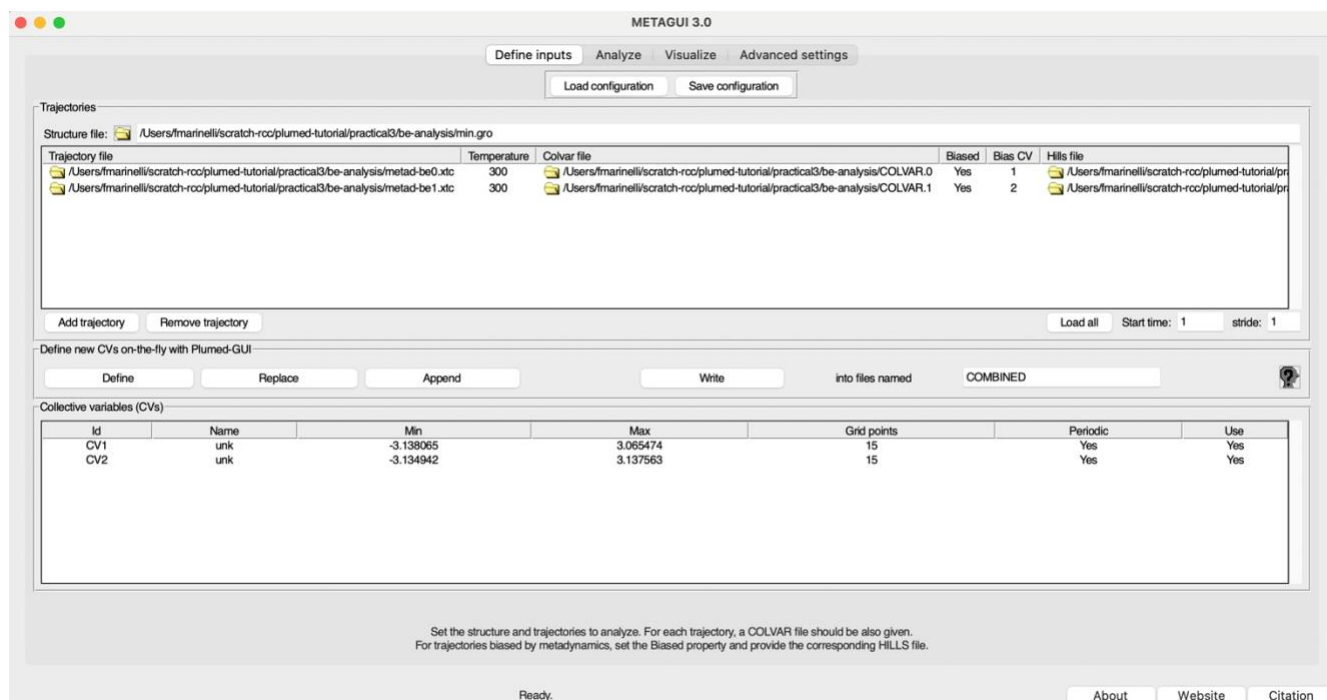 METAGUI 3.0
Define inputs Analyze Visualize Advanced settings
Load configuration Save configuration
Trajectories
Structure file: /Users/fmarinelli/scratch-rcc/plumed-tutorial/practical3/be-analysis/min.gro
Trajectory file Temperature Colvar file Biased Bias CV Hills file
/Users/fmarinelli/scratch-rcc/plumed-tutorial/practical3/be-analysis/metad-be0.xtc 300 /Users/fmarinelli/scratch-rcc/plumed-tutorial/practical3/be-analysis/COLVAR.0 Yes 1 /Users/fmarinelli/scratch-rcc/plumed-tutorial/pr
/Users/fmarinelli/scratch-rcc/plumed-tutorial/practical3/be-analysis/metad-be1.xtc 300 /Users/fmarinelli/scratch-rcc/plumed-tutorial/practical3/be-analysis/COLVAR.1 Yes 2 /Users/fmarinelli/scratch-rcc/plumed-tutorial/pr
Add trajectory Remove trajectory Load all Start time: 1 stride: 1
Define new CVs on-the-fly with Plumed-GUI
Define Replace Append Write into files named COMBINED ?
Collective variables (CVs)
Id Name Min Max Grid points Periodic Use
CV1 unk -3.138065 3.065474 15 Yes Yes
CV2 unk -3.134942 3.137563 15 Yes Yes
Set the structure and trajectories to analyze. For each trajectory, a COLVAR file should be also given.
For trajectories biased by metadynamics, set the Biased property and provide the corresponding HILLS file.
Ready. About Website Citation